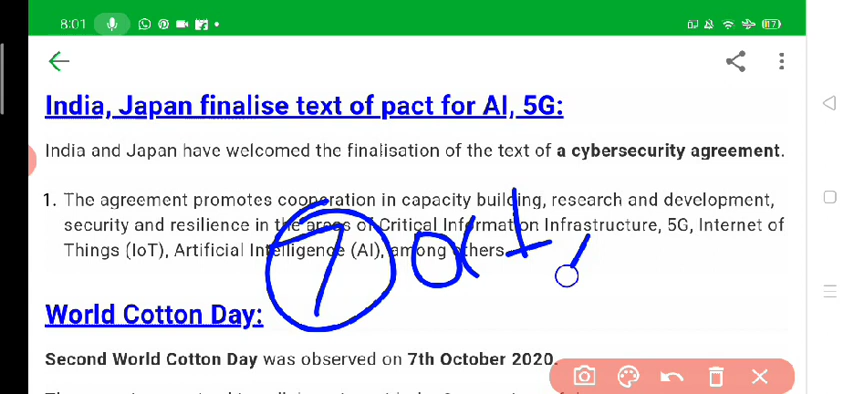 8:01
17
India, Japan finalise text of pact for AI, 5G:
India and Japan have welcomed the finalisation of the text of a cybersecurity agreement.
1. The agreement promotes cooperation in capacity building, research and development,
security and resilience in the areas of Critical Information Infrastructure, 5G, Internet of
Things (IoT), Artificial Intelligence (AI), among others.
7 oct
World Cotton Day:
Second World Cotton Day was observed on 7th October 2020.